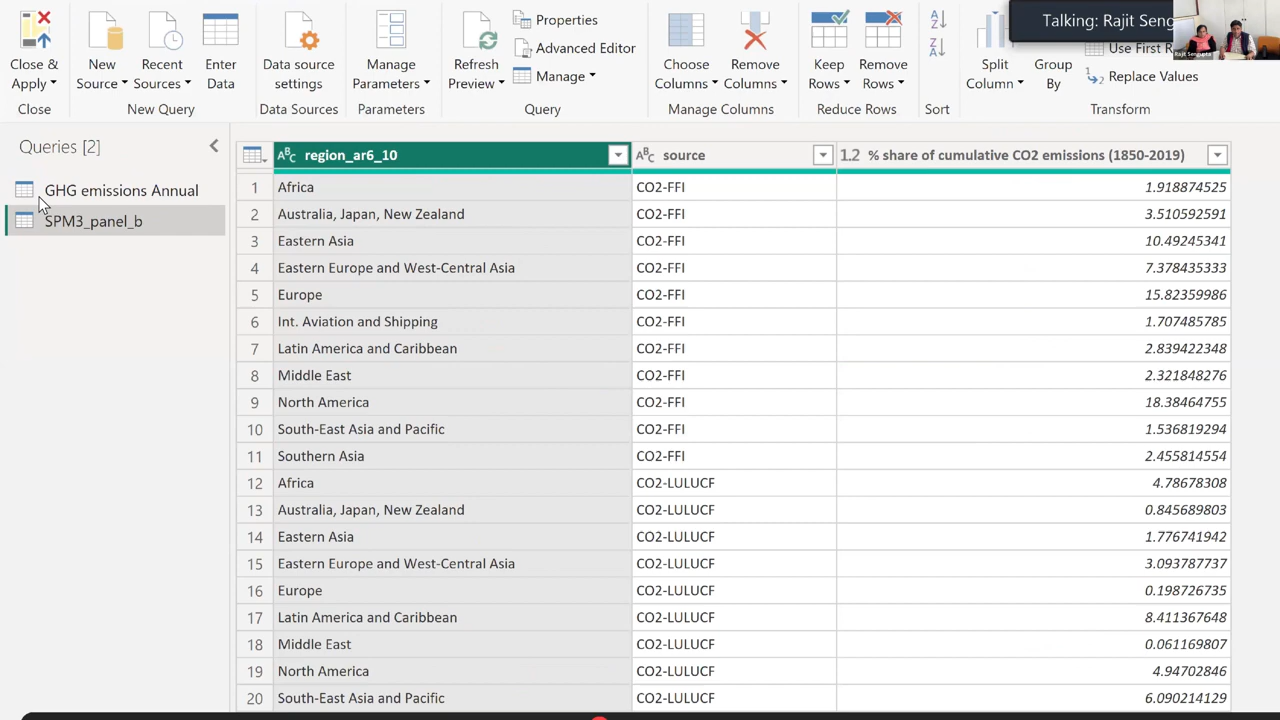 Talking: Rajit Seng
Rajit Sengupta
Close & Apply
New Source
Recent Sources
Enter Data
Data source settings
Manage Parameters
Refresh Preview
Properties
Advanced Editor
Manage
Choose Columns
Remove Columns
Keep Rows
Remove Rows
Split Column
Group By
Use First R
Replace Values
Close
New Query
Data Sources
Parameters
Query
Manage Columns
Reduce Rows
Sort
Transform
Queries [2]
GHG emissions Annual
SPM3_panel_b
region_ar6_10 source 1.2 % share of cumulative CO2 emissions (1850-2019)
1 Africa CO2-FFI 1.918874525
2 Australia, Japan, New Zealand CO2-FFI 3.510592591
3 Eastern Asia CO2-FFI 10.49245341
4 Eastern Europe and West-Central Asia CO2-FFI 7.378435333
5 Europe CO2-FFI 15.82359986
6 Int. Aviation and Shipping CO2-FFI 1.707485785
7 Latin America and Caribbean CO2-FFI 2.839422348
8 Middle East CO2-FFI 2.321848276
9 North America CO2-FFI 18.38464755
10 South-East Asia and Pacific CO2-FFI 1.536819294
11 Southern Asia CO2-FFI 2.455814554
12 Africa CO2-LULUCF 4.78678308
13 Australia, Japan, New Zealand CO2-LULUCF 0.845689803
14 Eastern Asia CO2-LULUCF 1.776741942
15 Eastern Europe and West-Central Asia CO2-LULUCF 3.093787737
16 Europe CO2-LULUCF 0.198726735
17 Latin America and Caribbean CO2-LULUCF 8.411367648
18 Middle East CO2-LULUCF 0.061169807
19 North America CO2-LULUCF 4.94702846
20 South-East Asia and Pacific CO2-LULUCF 6.090214129